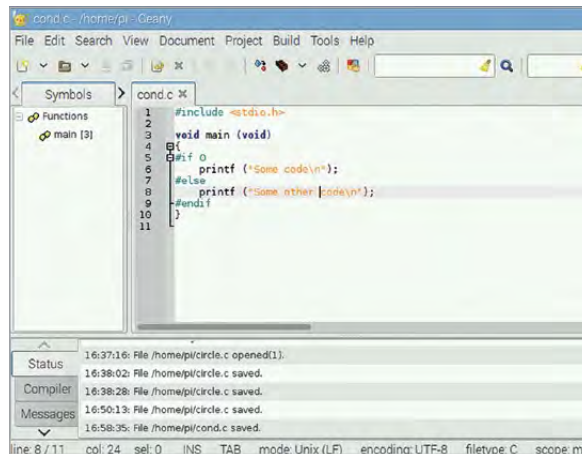 cond.c - /home/pi - Geany
File Edit Search View Document Project Build Tools Help
Symbols
cond.c
Functions
main [3]
1 #include <stdio.h>
2
3 void main (void)
4 {
5 #if 0
6 printf ("Some code\n");
7 #else
8 printf ("Some other code\n");
9 #endif
10 }
11
Status
Compiler
Messages
16:37:16: File /home/pi/circle.c opened(1).
16:38:02: File /home/pi/circle.c saved.
16:38:28: File /home/pi/circle.c saved.
16:50:13: File /home/pi/circle.c saved.
16:58:35: File /home/pi/cond.c saved.
line: 8 / 11 col: 24 sel: 0 INS TAB mode: Unix (LF) encoding: UTF-8 filetype: C scope: m